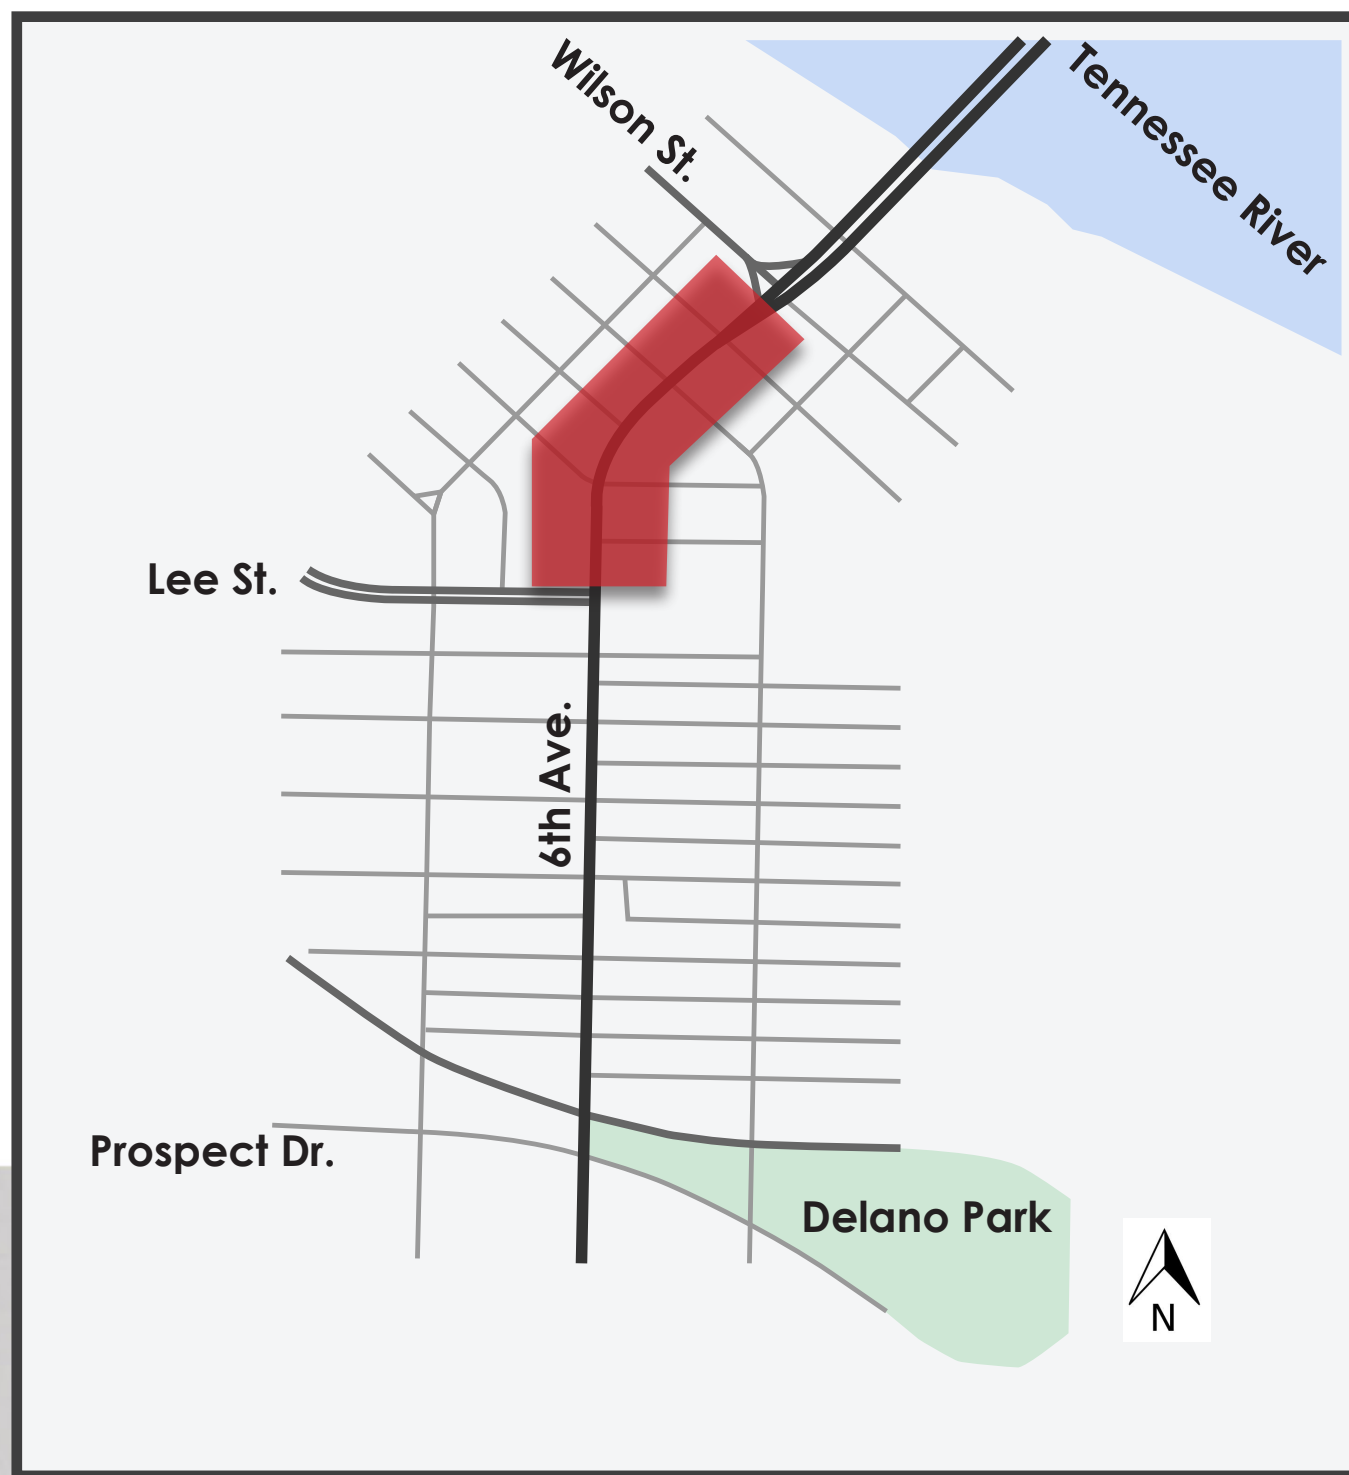 Wilson St.
Tennessee River
Lee St.
6th Ave.
Prospect Dr.
Delano Park
N